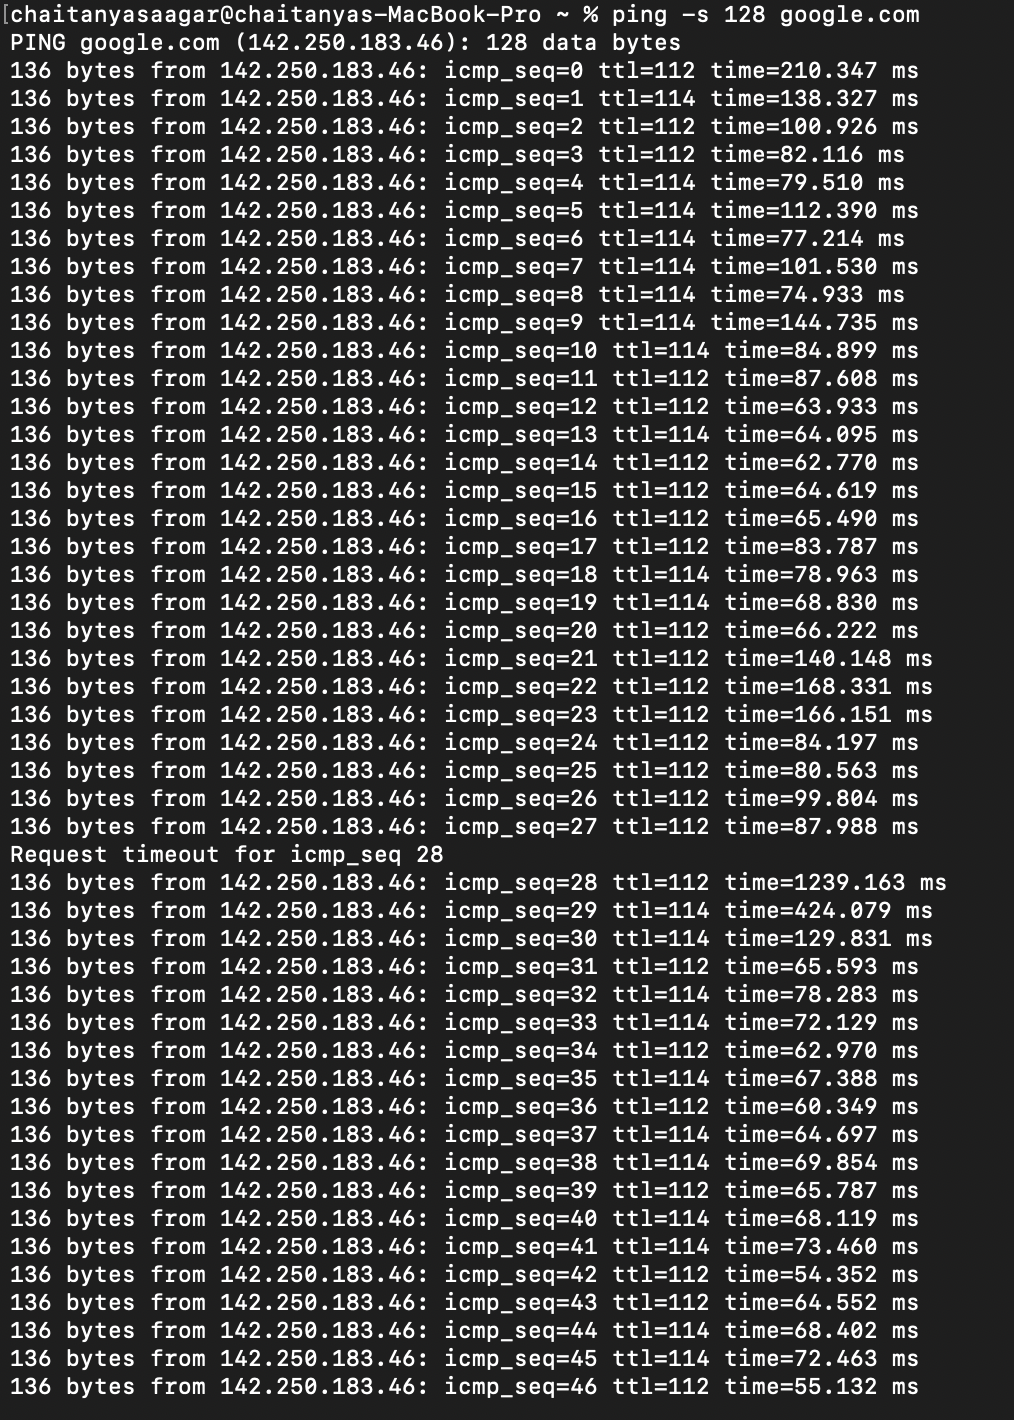 [chaitanyasaagar@chaitanyas-MacBook-Pro ~ % ping -s 128 google.com
PING google.com (142.250.183.46): 128 data bytes
136 bytes from 142.250.183.46: icmp_seq=0 ttl=112 time=210.347 ms
136 bytes from 142.250.183.46: icmp_seq=1 ttl=114 time=138.327 ms
136 bytes from 142.250.183.46: icmp_seq=2 ttl=112 time=100.926 ms
136 bytes from 142.250.183.46: icmp_seq=3 ttl=112 time=82.116 ms
136 bytes from 142.250.183.46: icmp_seq=4 ttl=114 time=79.510 ms
136 bytes from 142.250.183.46: icmp_seq=5 ttl=114 time=112.390 ms
136 bytes from 142.250.183.46: icmp_seq=6 ttl=114 time=77.214 ms
136 bytes from 142.250.183.46: icmp_seq=7 ttl=114 time=101.530 ms
136 bytes from 142.250.183.46: icmp_seq=8 ttl=114 time=74.933 ms
136 bytes from 142.250.183.46: icmp_seq=9 ttl=114 time=144.735 ms
136 bytes from 142.250.183.46: icmp_seq=10 ttl=114 time=84.899 ms
136 bytes from 142.250.183.46: icmp_seq=11 ttl=112 time=87.608 ms
136 bytes from 142.250.183.46: icmp_seq=12 ttl=112 time=63.933 ms
136 bytes from 142.250.183.46: icmp_seq=13 ttl=114 time=64.095 ms
136 bytes from 142.250.183.46: icmp_seq=14 ttl=112 time=62.770 ms
136 bytes from 142.250.183.46: icmp_seq=15 ttl=112 time=64.619 ms
136 bytes from 142.250.183.46: icmp_seq=16 ttl=112 time=65.490 ms
136 bytes from 142.250.183.46: icmp_seq=17 ttl=112 time=83.787 ms
136 bytes from 142.250.183.46: icmp_seq=18 ttl=114 time=78.963 ms
136 bytes from 142.250.183.46: icmp_seq=19 ttl=114 time=68.830 ms
136 bytes from 142.250.183.46: icmp_seq=20 ttl=112 time=66.222 ms
136 bytes from 142.250.183.46: icmp_seq=21 ttl=112 time=140.148 ms
136 bytes from 142.250.183.46: icmp_seq=22 ttl=112 time=168.331 ms
136 bytes from 142.250.183.46: icmp_seq=23 ttl=112 time=166.151 ms
136 bytes from 142.250.183.46: icmp_seq=24 ttl=112 time=84.197 ms
136 bytes from 142.250.183.46: icmp_seq=25 ttl=112 time=80.563 ms
136 bytes from 142.250.183.46: icmp_seq=26 ttl=112 time=99.804 ms
136 bytes from 142.250.183.46: icmp_seq=27 ttl=112 time=87.988 ms
Request timeout for icmp_seq 28
136 bytes from 142.250.183.46: icmp_seq=28 ttl=112 time=1239.163 ms
136 bytes from 142.250.183.46: icmp_seq=29 ttl=114 time=424.079 ms
136 bytes from 142.250.183.46: icmp_seq=30 ttl=114 time=129.831 ms
136 bytes from 142.250.183.46: icmp_seq=31 ttl=112 time=65.593 ms
136 bytes from 142.250.183.46: icmp_seq=32 ttl=114 time=78.283 ms
136 bytes from 142.250.183.46: icmp_seq=33 ttl=114 time=72.129 ms
136 bytes from 142.250.183.46: icmp_seq=34 ttl=112 time=62.970 ms
136 bytes from 142.250.183.46: icmp_seq=35 ttl=114 time=67.388 ms
136 bytes from 142.250.183.46: icmp_seq=36 ttl=112 time=60.349 ms
136 bytes from 142.250.183.46: icmp_seq=37 ttl=114 time=64.697 ms
136 bytes from 142.250.183.46: icmp_seq=38 ttl=114 time=69.854 ms
136 bytes from 142.250.183.46: icmp_seq=39 ttl=112 time=65.787 ms
136 bytes from 142.250.183.46: icmp_seq=40 ttl=114 time=68.119 ms
136 bytes from 142.250.183.46: icmp_seq=41 ttl=114 time=73.460 ms
136 bytes from 142.250.183.46: icmp_seq=42 ttl=112 time=54.352 ms
136 bytes from 142.250.183.46: icmp_seq=43 ttl=112 time=64.552 ms
136 bytes from 142.250.183.46: icmp_seq=44 ttl=114 time=68.402 ms
136 bytes from 142.250.183.46: icmp_seq=45 ttl=114 time=72.463 ms
136 bytes from 142.250.183.46: icmp_seq=46 ttl=112 time=55.132 ms